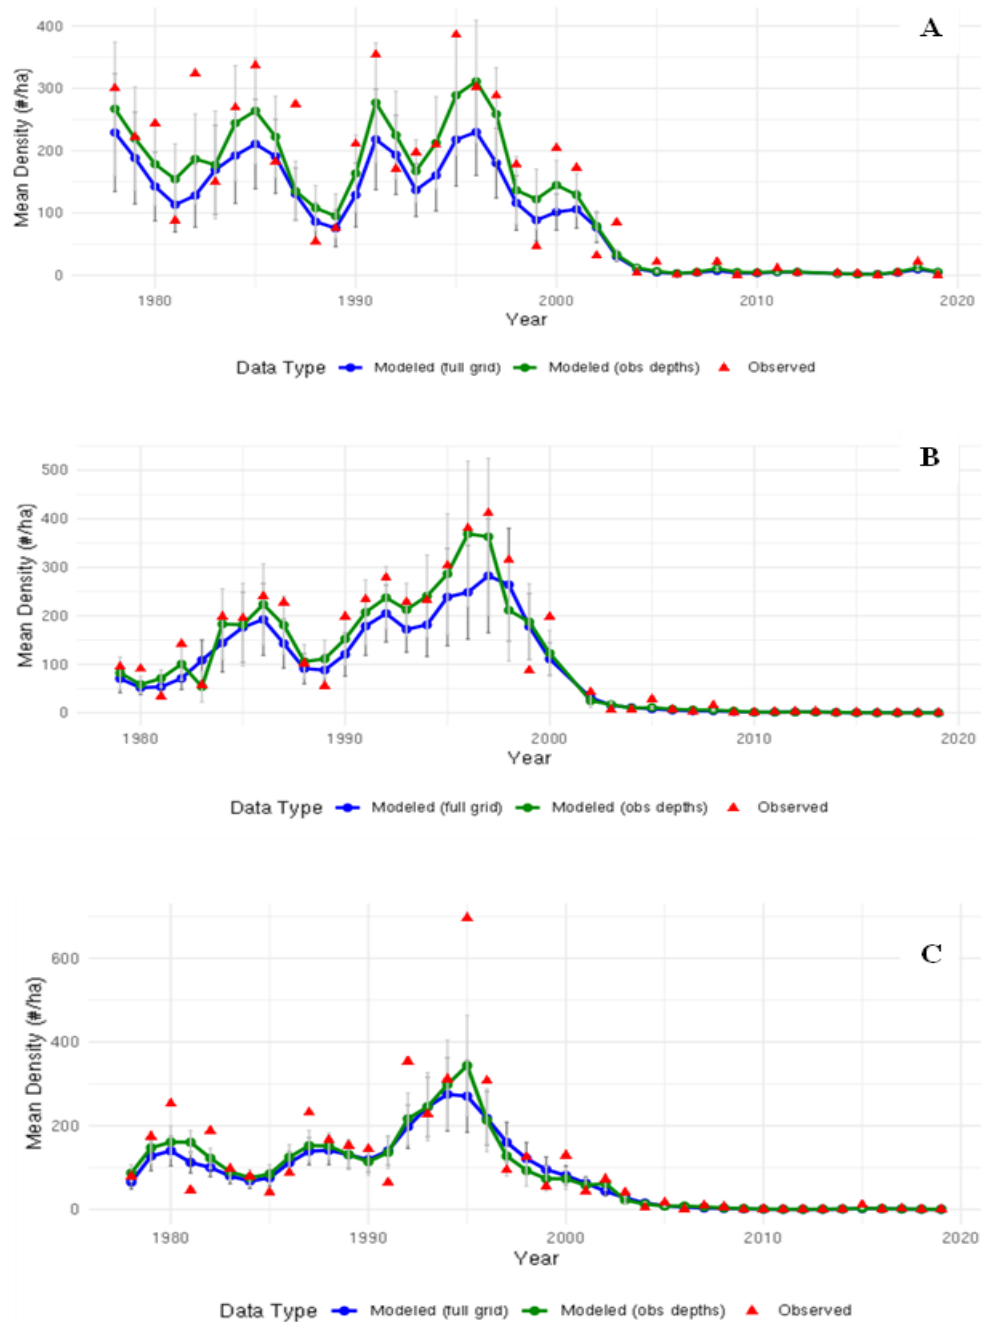 A
400
300
200
100
0
Mean Density (#/ha)
1980 1990 2000 2010 2020
Year
Data Type Modeled (full grid) Modeled (obs depths) Observed
B
500
400
300
200
100
0
Mean Density (#/ha)
1980 1990 2000 2010 2020
Year
Data Type Modeled (full grid) Modeled (obs depths) Observed
C
600
400
200
0
Mean Density (#/ha)
1980 1990 2000 2010 2020
Year
Data Type Modeled (full grid) Modeled (obs depths) Observed